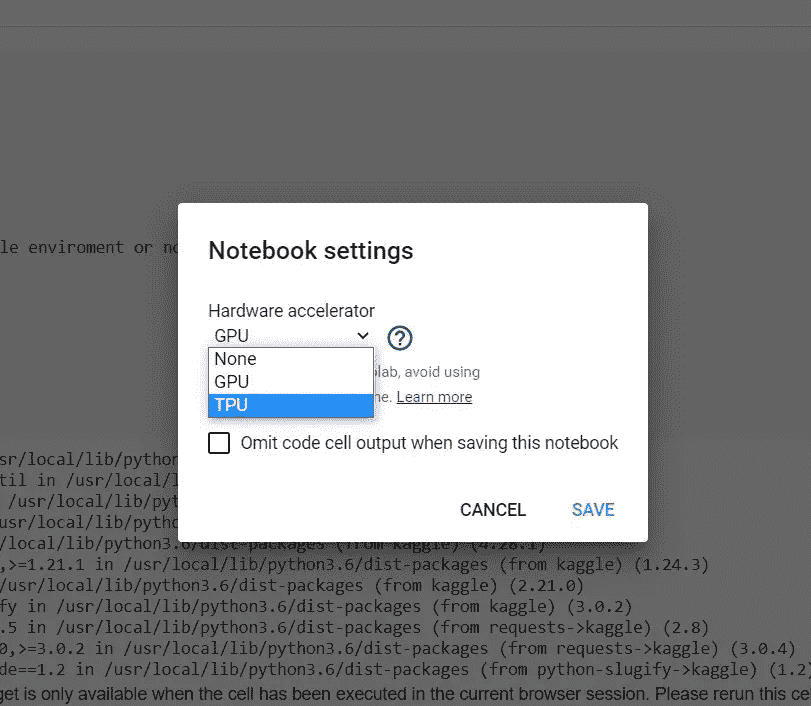 le enviroment or no
Notebook settings
Hardware accelerator
GPU
None
GPU
TPU
lab, avoid using
ne. Learn more
Omit code cell output when saving this notebook
CANCEL
SAVE
sr/local/lib/python
til in /usr/local/l
/usr/local/lib/pyt
usr/local/lib/pytho
/local/lib/python3.6/dist-packages (from kaggle) (4.28.1)
,>=1.21.1 in /usr/local/lib/python3.6/dist-packages (from kaggle) (1.24.3)
/usr/local/lib/python3.6/dist-packages (from kaggle) (2.21.0)
fy in /usr/local/lib/python3.6/dist-packages (from kaggle) (3.0.2)
.5 in /usr/local/lib/python3.6/dist-packages (from requests->kaggle) (2.8)
0,>=3.0.2 in /usr/local/lib/python3.6/dist-packages (from requests->kaggle) (3.0.4)
de==1.2 in /usr/local/lib/python3.6/dist-packages (from python-slugify->kaggle) (1.2)
get is only available when the cell has been executed in the current browser session. Please rerun this ce